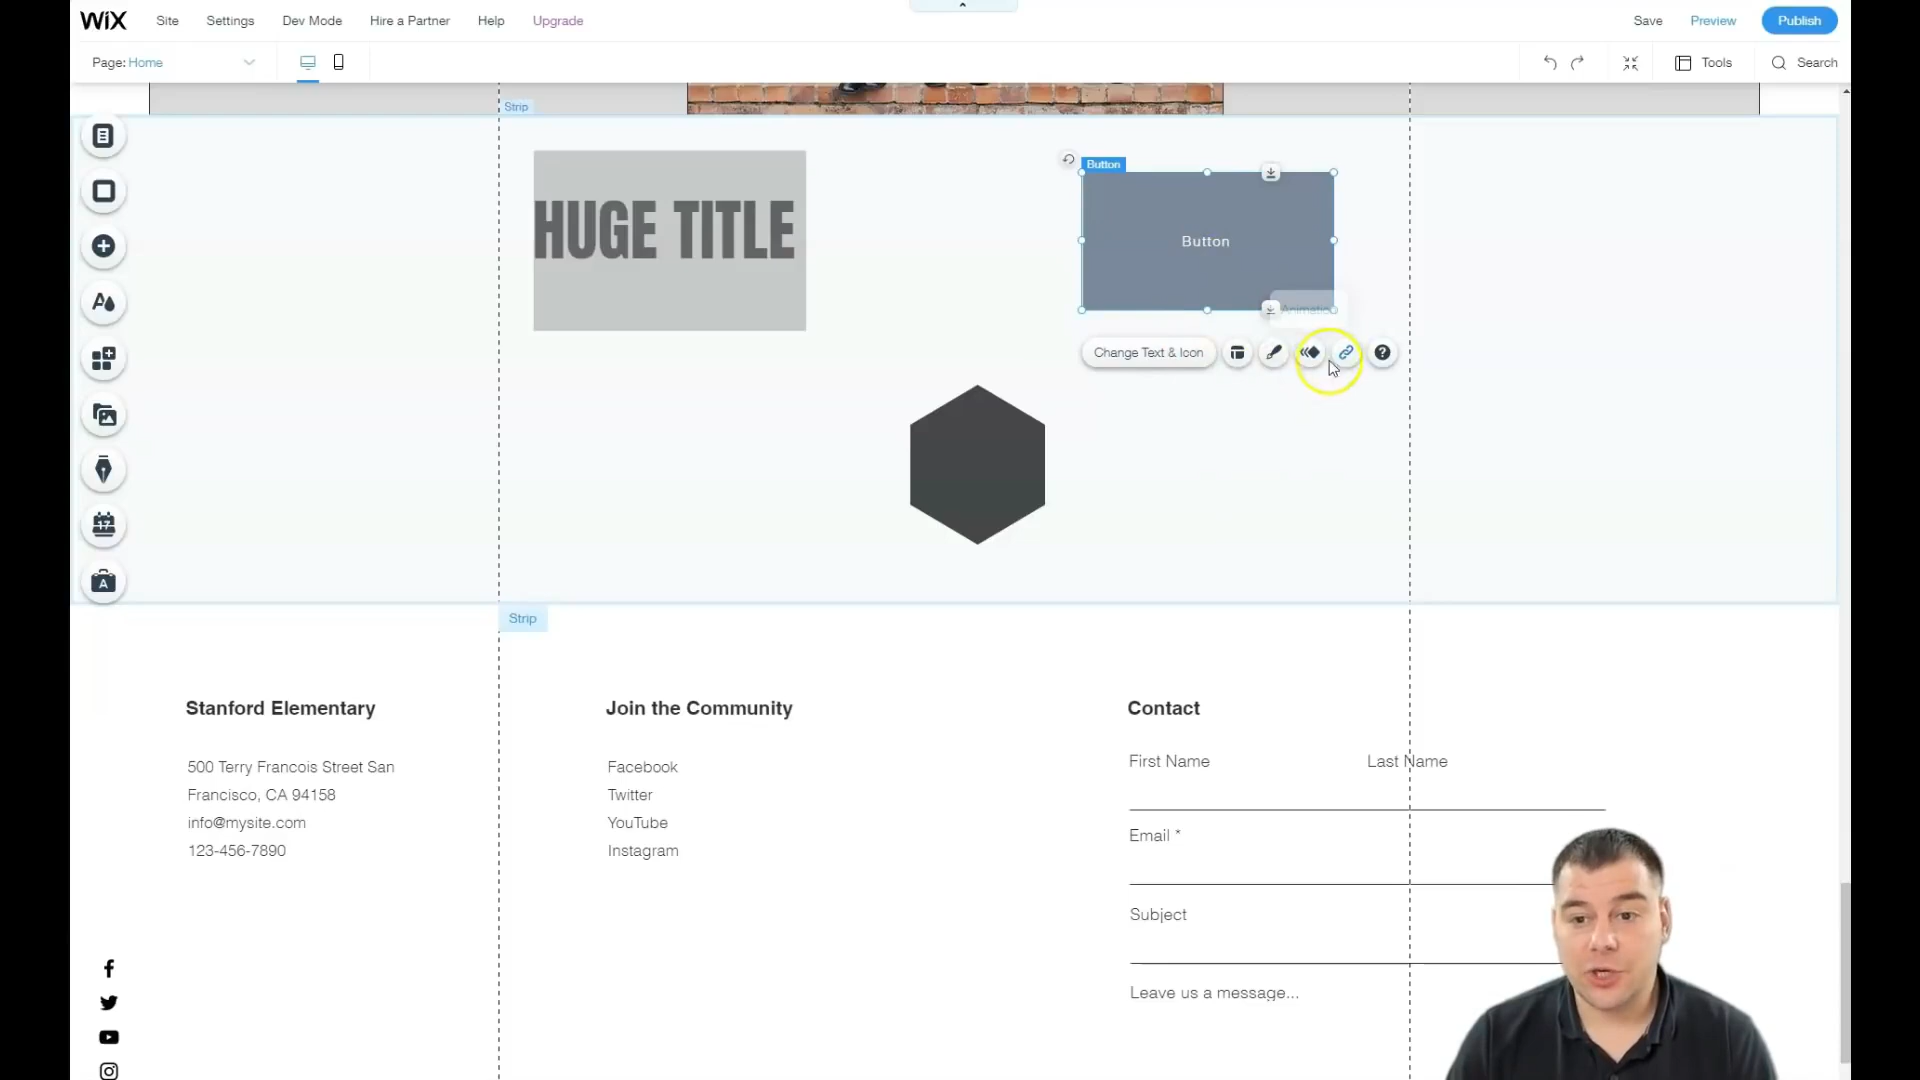 WiX
Site
Settings
Dev Mode
Hire a Partner
Help
Upgrade
Save
Preview
Publish
Page: Home
Tools
Search
Strip
HUGE TITLE
Button
Button
Animation
Change Text & Icon
?
17
A
A
Strip
Stanford Elementary
500 Terry Francois Street San
Francisco, CA 94158
info@mysite.com
123-456-7890
Join the Community
Facebook
Twitter
YouTube
Instagram
Contact
First Name
Last Name
Email *
Subject
Leave us a message...